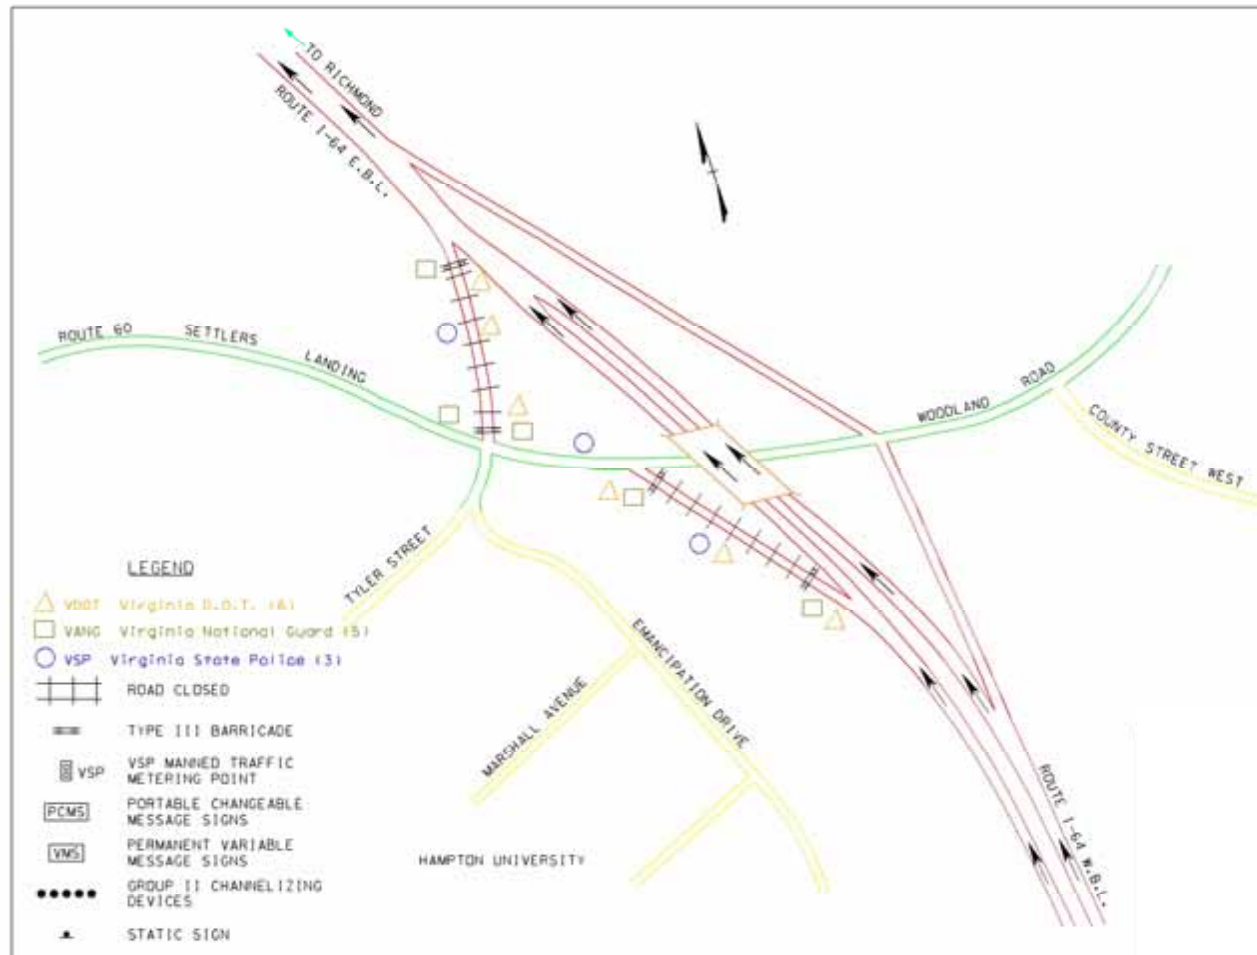 TO RICHMOND
ROUTE I-64 E.B.L.
ROUTE 60 SETTLERS LANDING
WOODLAND ROAD
COUNTY STREET WEST
TYLER STREET
EMANCIPATION DRIVE
MARSHALL AVENUE
ROUTE I-64 W.B.L.
HAMPTON UNIVERSITY
LEGEND
VDOT Virginia D.O.T. (6)
VANG Virginia National Guard (5)
VSP Virginia State Police (3)
ROAD CLOSED
TYPE III BARRICADE
VSP VSP MANNED TRAFFIC
METERING POINT
PCMS PORTABLE CHANGEABLE
MESSAGE SIGNS
VMS PERMANENT VARIABLE
MESSAGE SIGNS
GROUP II CHANNELIZING
DEVICES
STATIC SIGN